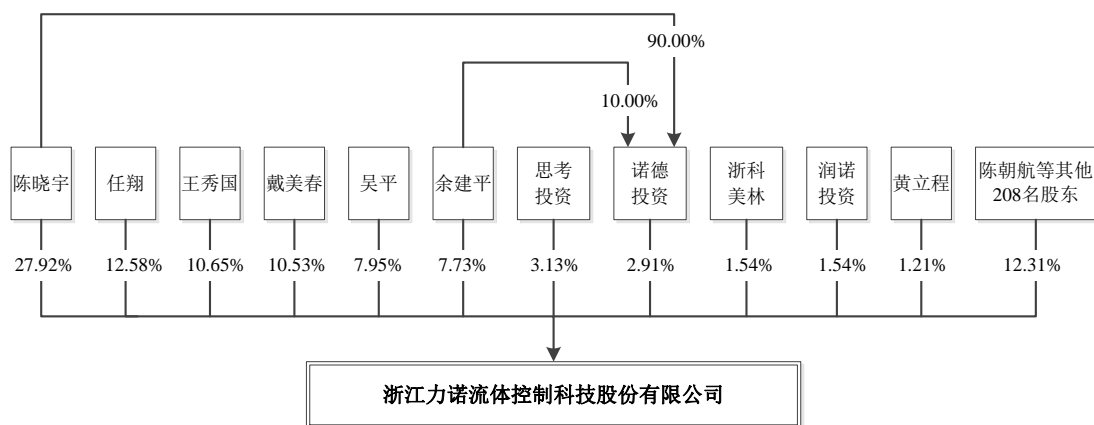 90.00%
10.00%
陈晓宇
任翔
王秀国
戴美春
吴平
余建平
思考
投资
诺德
投资
浙科
美林
润诺
投资
黄立程
陈朝航等其他
208名股东
27.92%
12.58%
10.65%
10.53%
7.95%
7.73%
3.13%
2.91%
1.54%
1.54%
1.21%
12.31%
浙江力诺流体控制科技股份有限公司